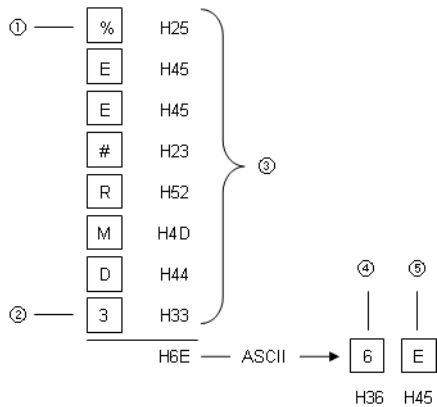 ① % H25
E H45
E H45
# H23
③
R H52
M H4D
D H44
④ ⑤
② 3 H33
H6E ASCII 6 E
H36 H45